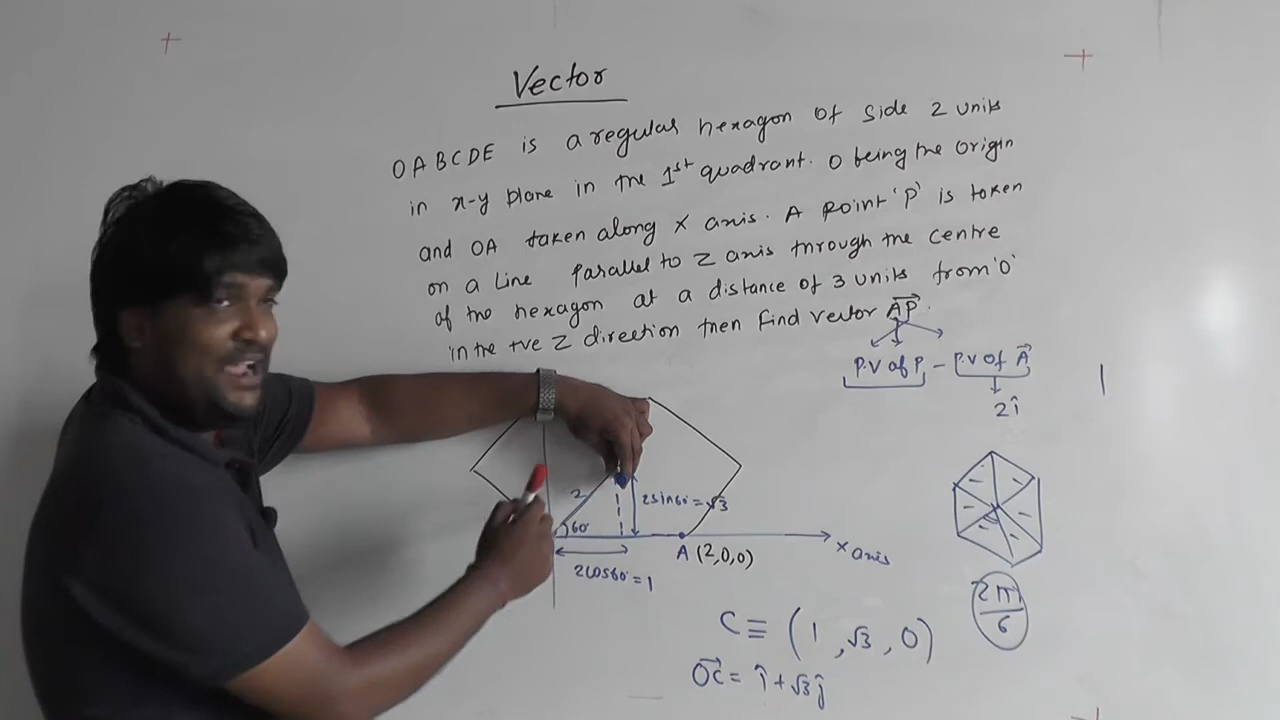 Vector
OABCDE is a regular hexagon of side 2 units
in x-y plane in the 1st quadrant. O being the origin
and OA taken along X axis. A point 'P' is taken
on a line parallel to Z axis through the centre
of the hexagon at a distance of 3 units from 'O'
in the +ve Z direction then find vector AP.
P.V of P - P.V of A
2î
2
60°
2sin60° = √3
A (2,0,0)
x axis
2cos60° = 1
2π
6
C ≡ (1, √3, 0)
OC = î + √3ĵ